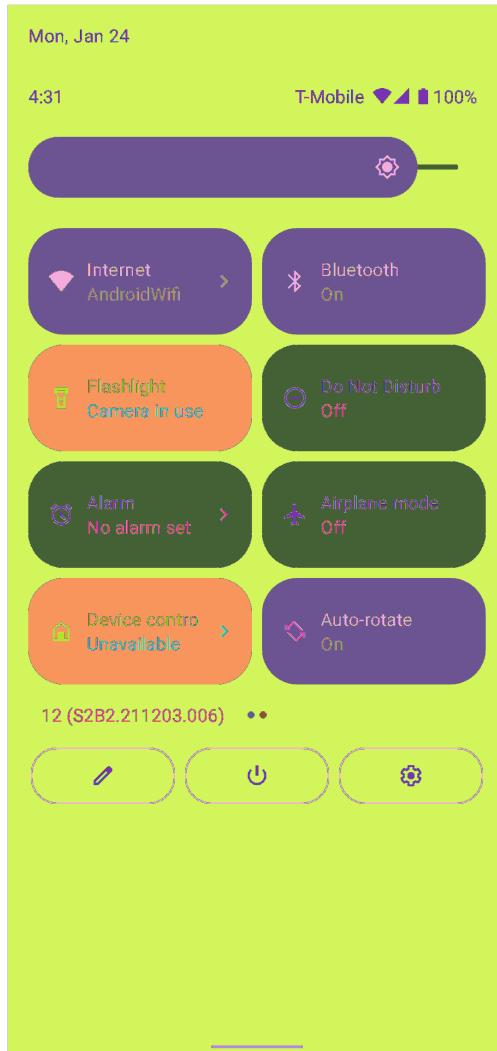 Mon, Jan 24
4:31 T-Mobile 100%
Internet
AndroidWifi
Bluetooth
On
Flashlight
Camera in use
Do Not Disturb
Off
Alarm
No alarm set
Airplane mode
Off
Device contro
Unavailable
Auto-rotate
On
12 (S2B2.211203.006)